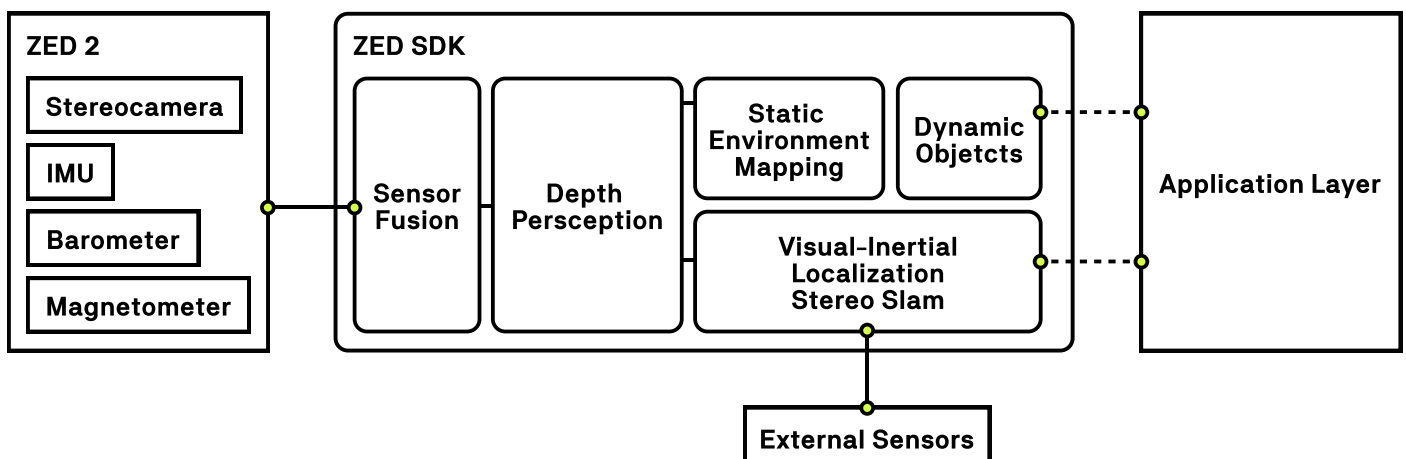 ZED 2
Stereocamera
IMU
Barometer
Magnetometer
ZED SDK
Sensor
Fusion
Depth
Persception
Static
Environment
Mapping
Dynamic
Objetcts
Visual-Inertial
Localization
Stereo Slam
Application Layer
External Sensors